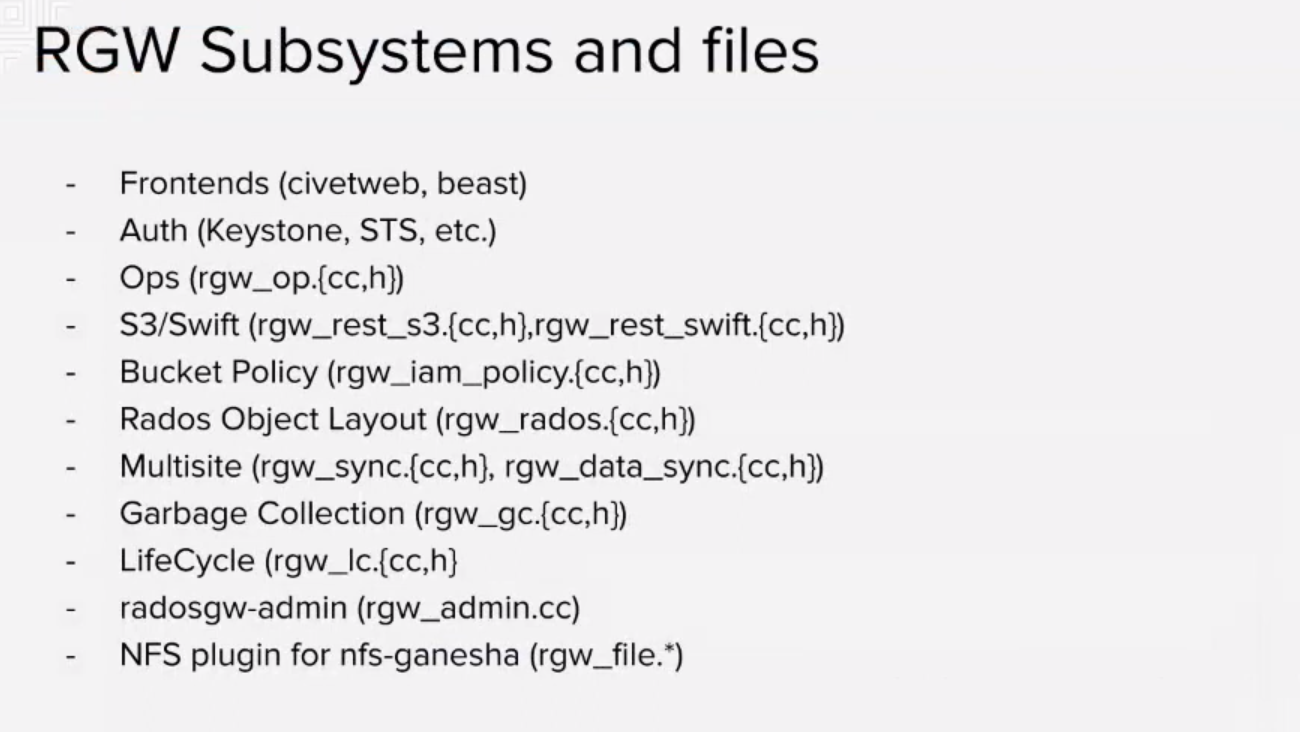 RGW Subsystems and files
- Frontends (civetweb, beast)
- Auth (Keystone, STS, etc.)
- Ops (rgw_op.{cc,h})
- S3/Swift (rgw_rest_s3.{cc,h},rgw_rest_swift.{cc,h})
- Bucket Policy (rgw_iam_policy.{cc,h})
- Rados Object Layout (rgw_rados.{cc,h})
- Multisite (rgw_sync.{cc,h}, rgw_data_sync.{cc,h})
- Garbage Collection (rgw_gc.{cc,h})
- LifeCycle (rgw_lc.{cc,h}
- radosgw-admin (rgw_admin.cc)
- NFS plugin for nfs-ganesha (rgw_file.*)